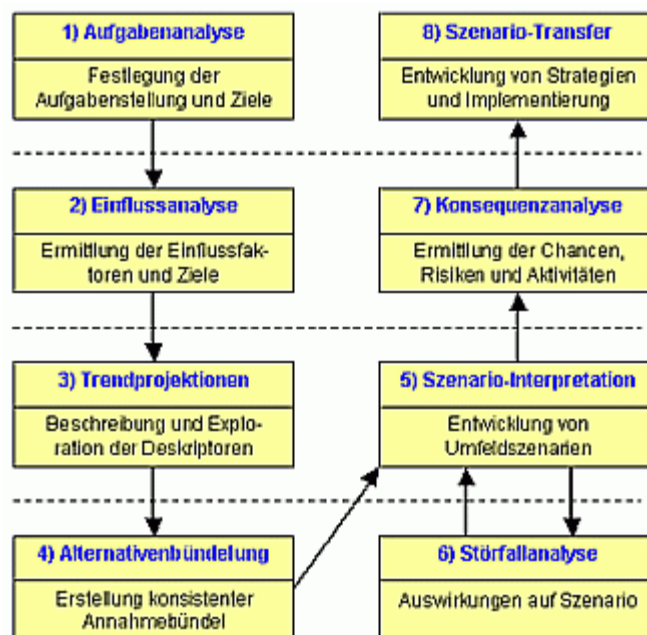 1) Aufgabenanalyse
Festlegung der
Aufgabenstellung und Ziele
2) Einflussanalyse
Ermittlung der Einflussfak-
toren und Ziele
3) Trendprojektionen
Beschreibung und Explo-
ration der Deskriptoren
4) Alternativenbündelung
Erstellung konsistenter
Annahmebündel
5) Szenario-Interpretation
Entwicklung von
Umfeldszenarien
6) Störfallanalyse
Auswirkungen auf Szenario
7) Konsequenzanalyse
Ermittlung der Chancen,
Risiken und Aktivitäten
8) Szenario-Transfer
Entwicklung von Strategien
und Implementierung